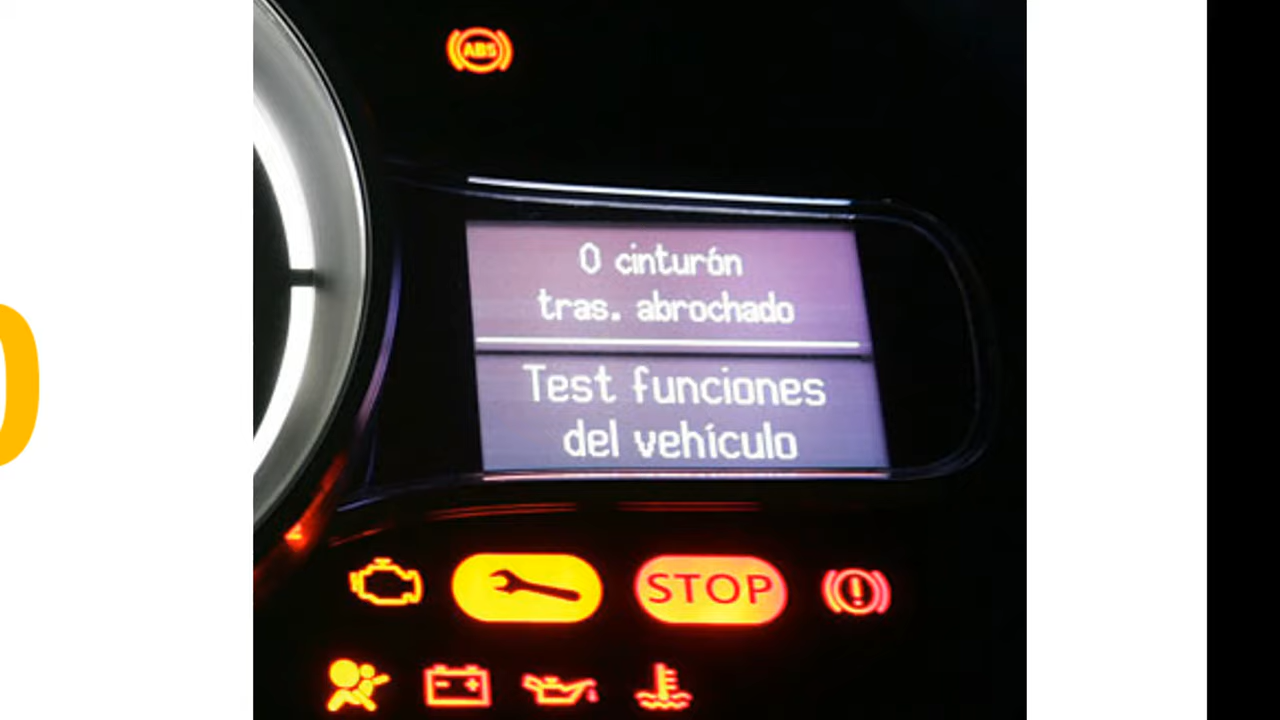 ABS
0 cinturón
tras. abrochado
Test funciones
del vehículo
STOP